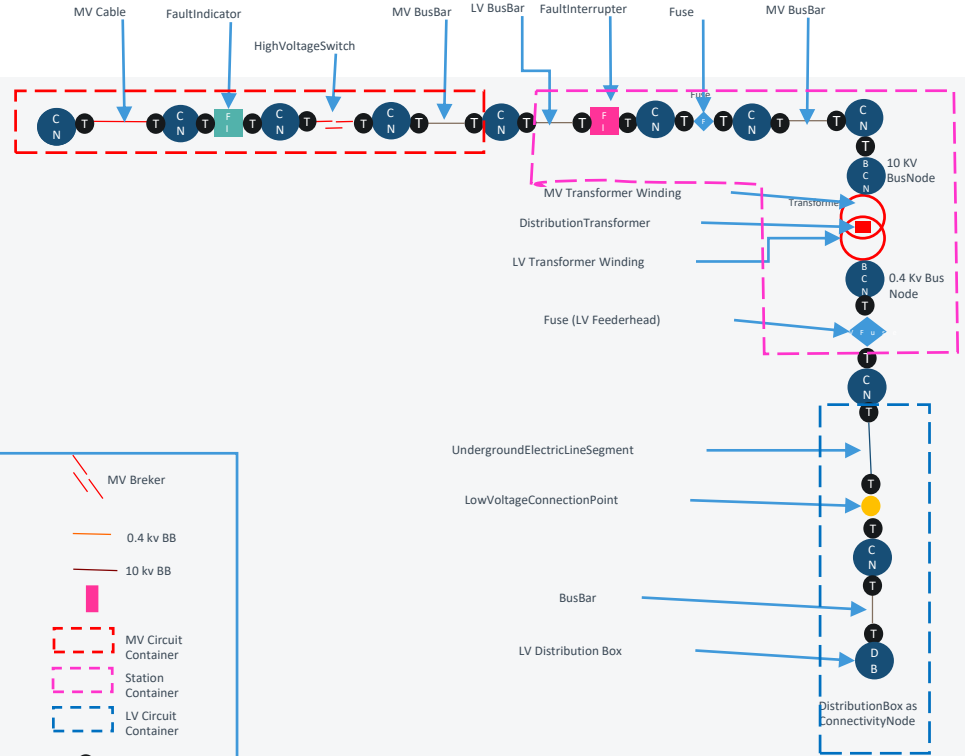 MV Cable
FaultIndicator
HighVoltageSwitch
MV BusBar
LV BusBar
FaultInterrupter
Fuse
MV BusBar
C
N
T
T
C
N
T
F
I
T
C
N
T
T
C
N
T
T
C
N
T
T
F
I
T
C
N
T
Fuse
F
T
C
N
T
T
C
N
T
B
C
N
10 KV
BusNode
MV Transformer Winding
Transformer
DistributionTransformer
LV Transformer Winding
B
C
N
0.4 Kv Bus
Node
T
Fuse (LV Feederhead)
F u
T
C
N
T
UndergroundElectricLineSegment
T
LowVoltageConnectionPoint
T
C
N
T
BusBar
T
LV Distribution Box
D
B
DistributionBox as
ConnectivityNode
MV Breker
0.4 kv BB
10 kv BB
MV Circuit
Container
Station
Container
LV Circuit
Container